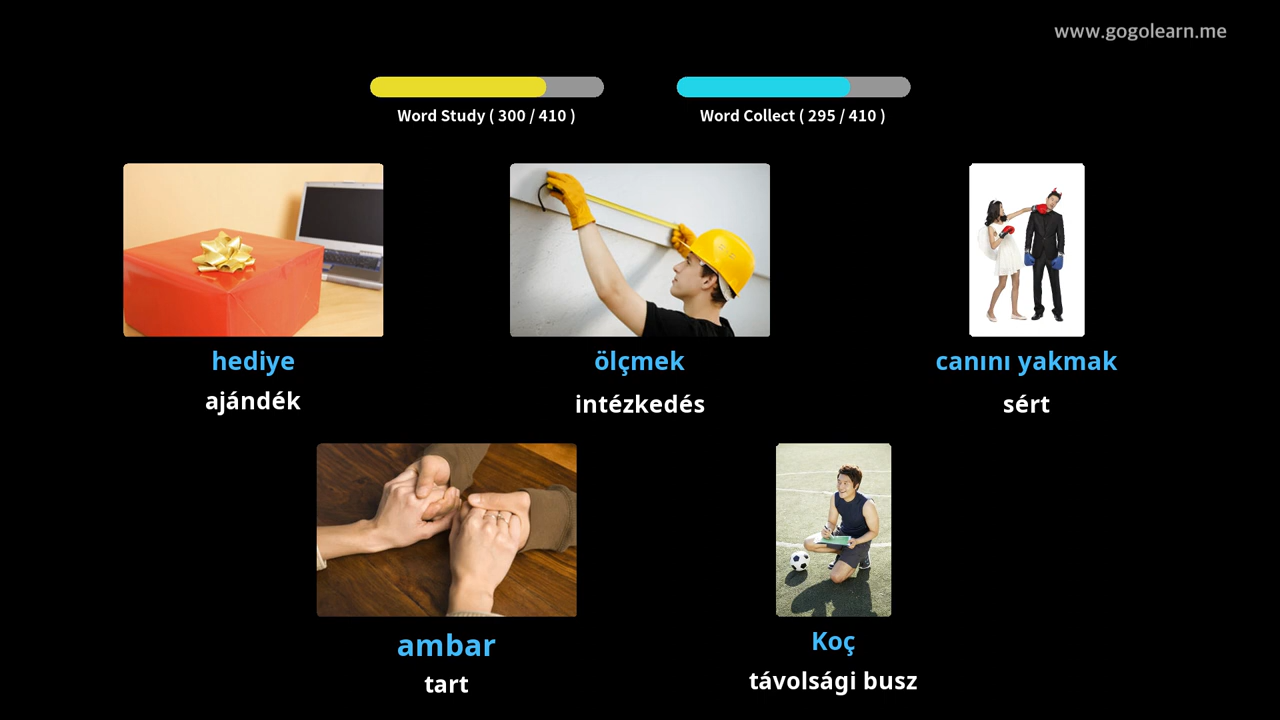 www.gogolearn.me
Word Study ( 300 / 410 )
Word Collect ( 295 / 410 )
hediye
ölçmek
canını yakmak
ajándék
intézkedés
sért
ambar
Koç
tart
távolsági busz